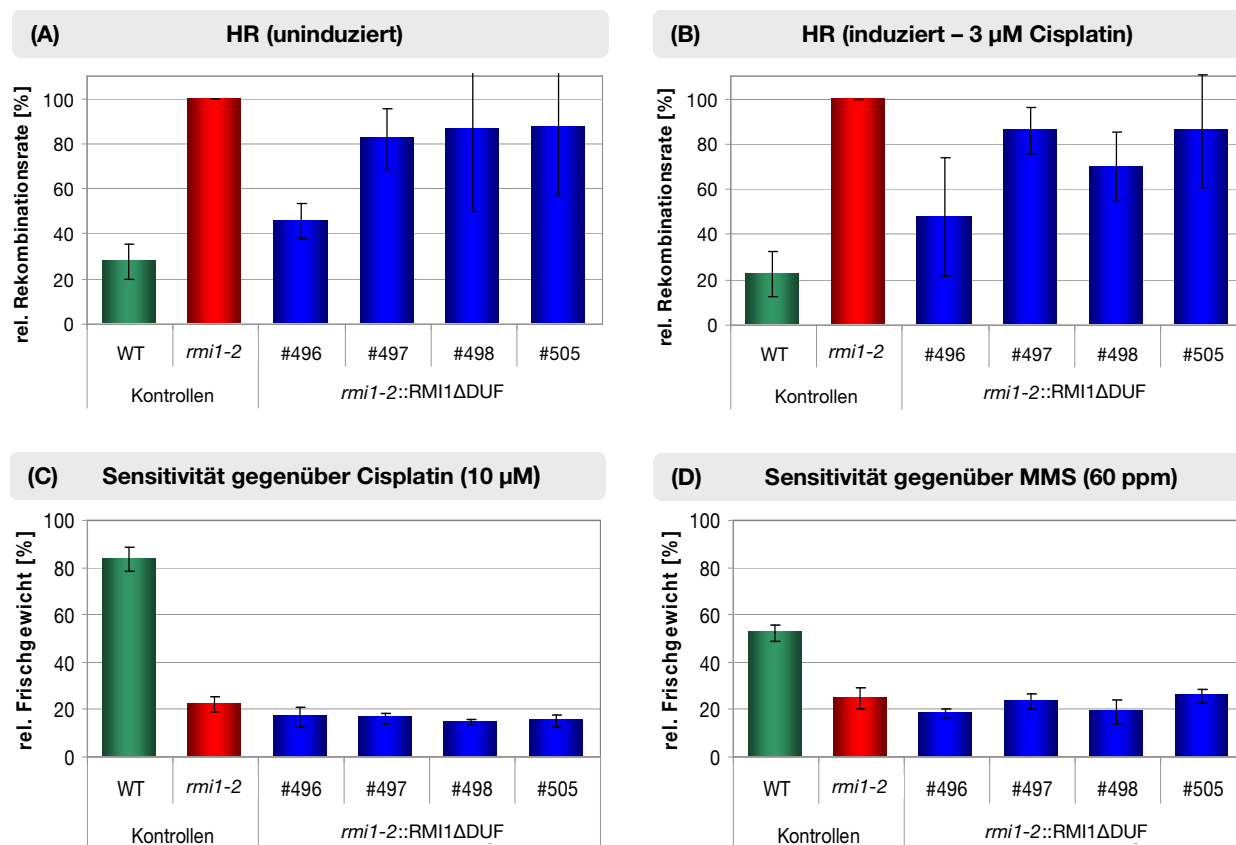 (A) HR (uninduziert)
rel. Rekombinationsrate [%]
100
80
60
40
20
0
WT rmi1-2 #496 #497 #498 #505
Kontrollen rmi1-2::RMI1ΔDUF
(B) HR (induziert – 3 µM Cisplatin)
rel. Rekombinationsrate [%]
100
80
60
40
20
0
WT rmi1-2 #496 #497 #498 #505
Kontrollen rmi1-2::RMI1ΔDUF
(C) Sensitivität gegenüber Cisplatin (10 µM)
rel. Frischgewicht [%]
100
80
60
40
20
0
WT rmi1-2 #496 #497 #498 #505
Kontrollen rmi1-2::RMI1ΔDUF
(D) Sensitivität gegenüber MMS (60 ppm)
rel. Frischgewicht [%]
100
80
60
40
20
0
WT rmi1-2 #496 #497 #498 #505
Kontrollen rmi1-2::RMI1ΔDUF